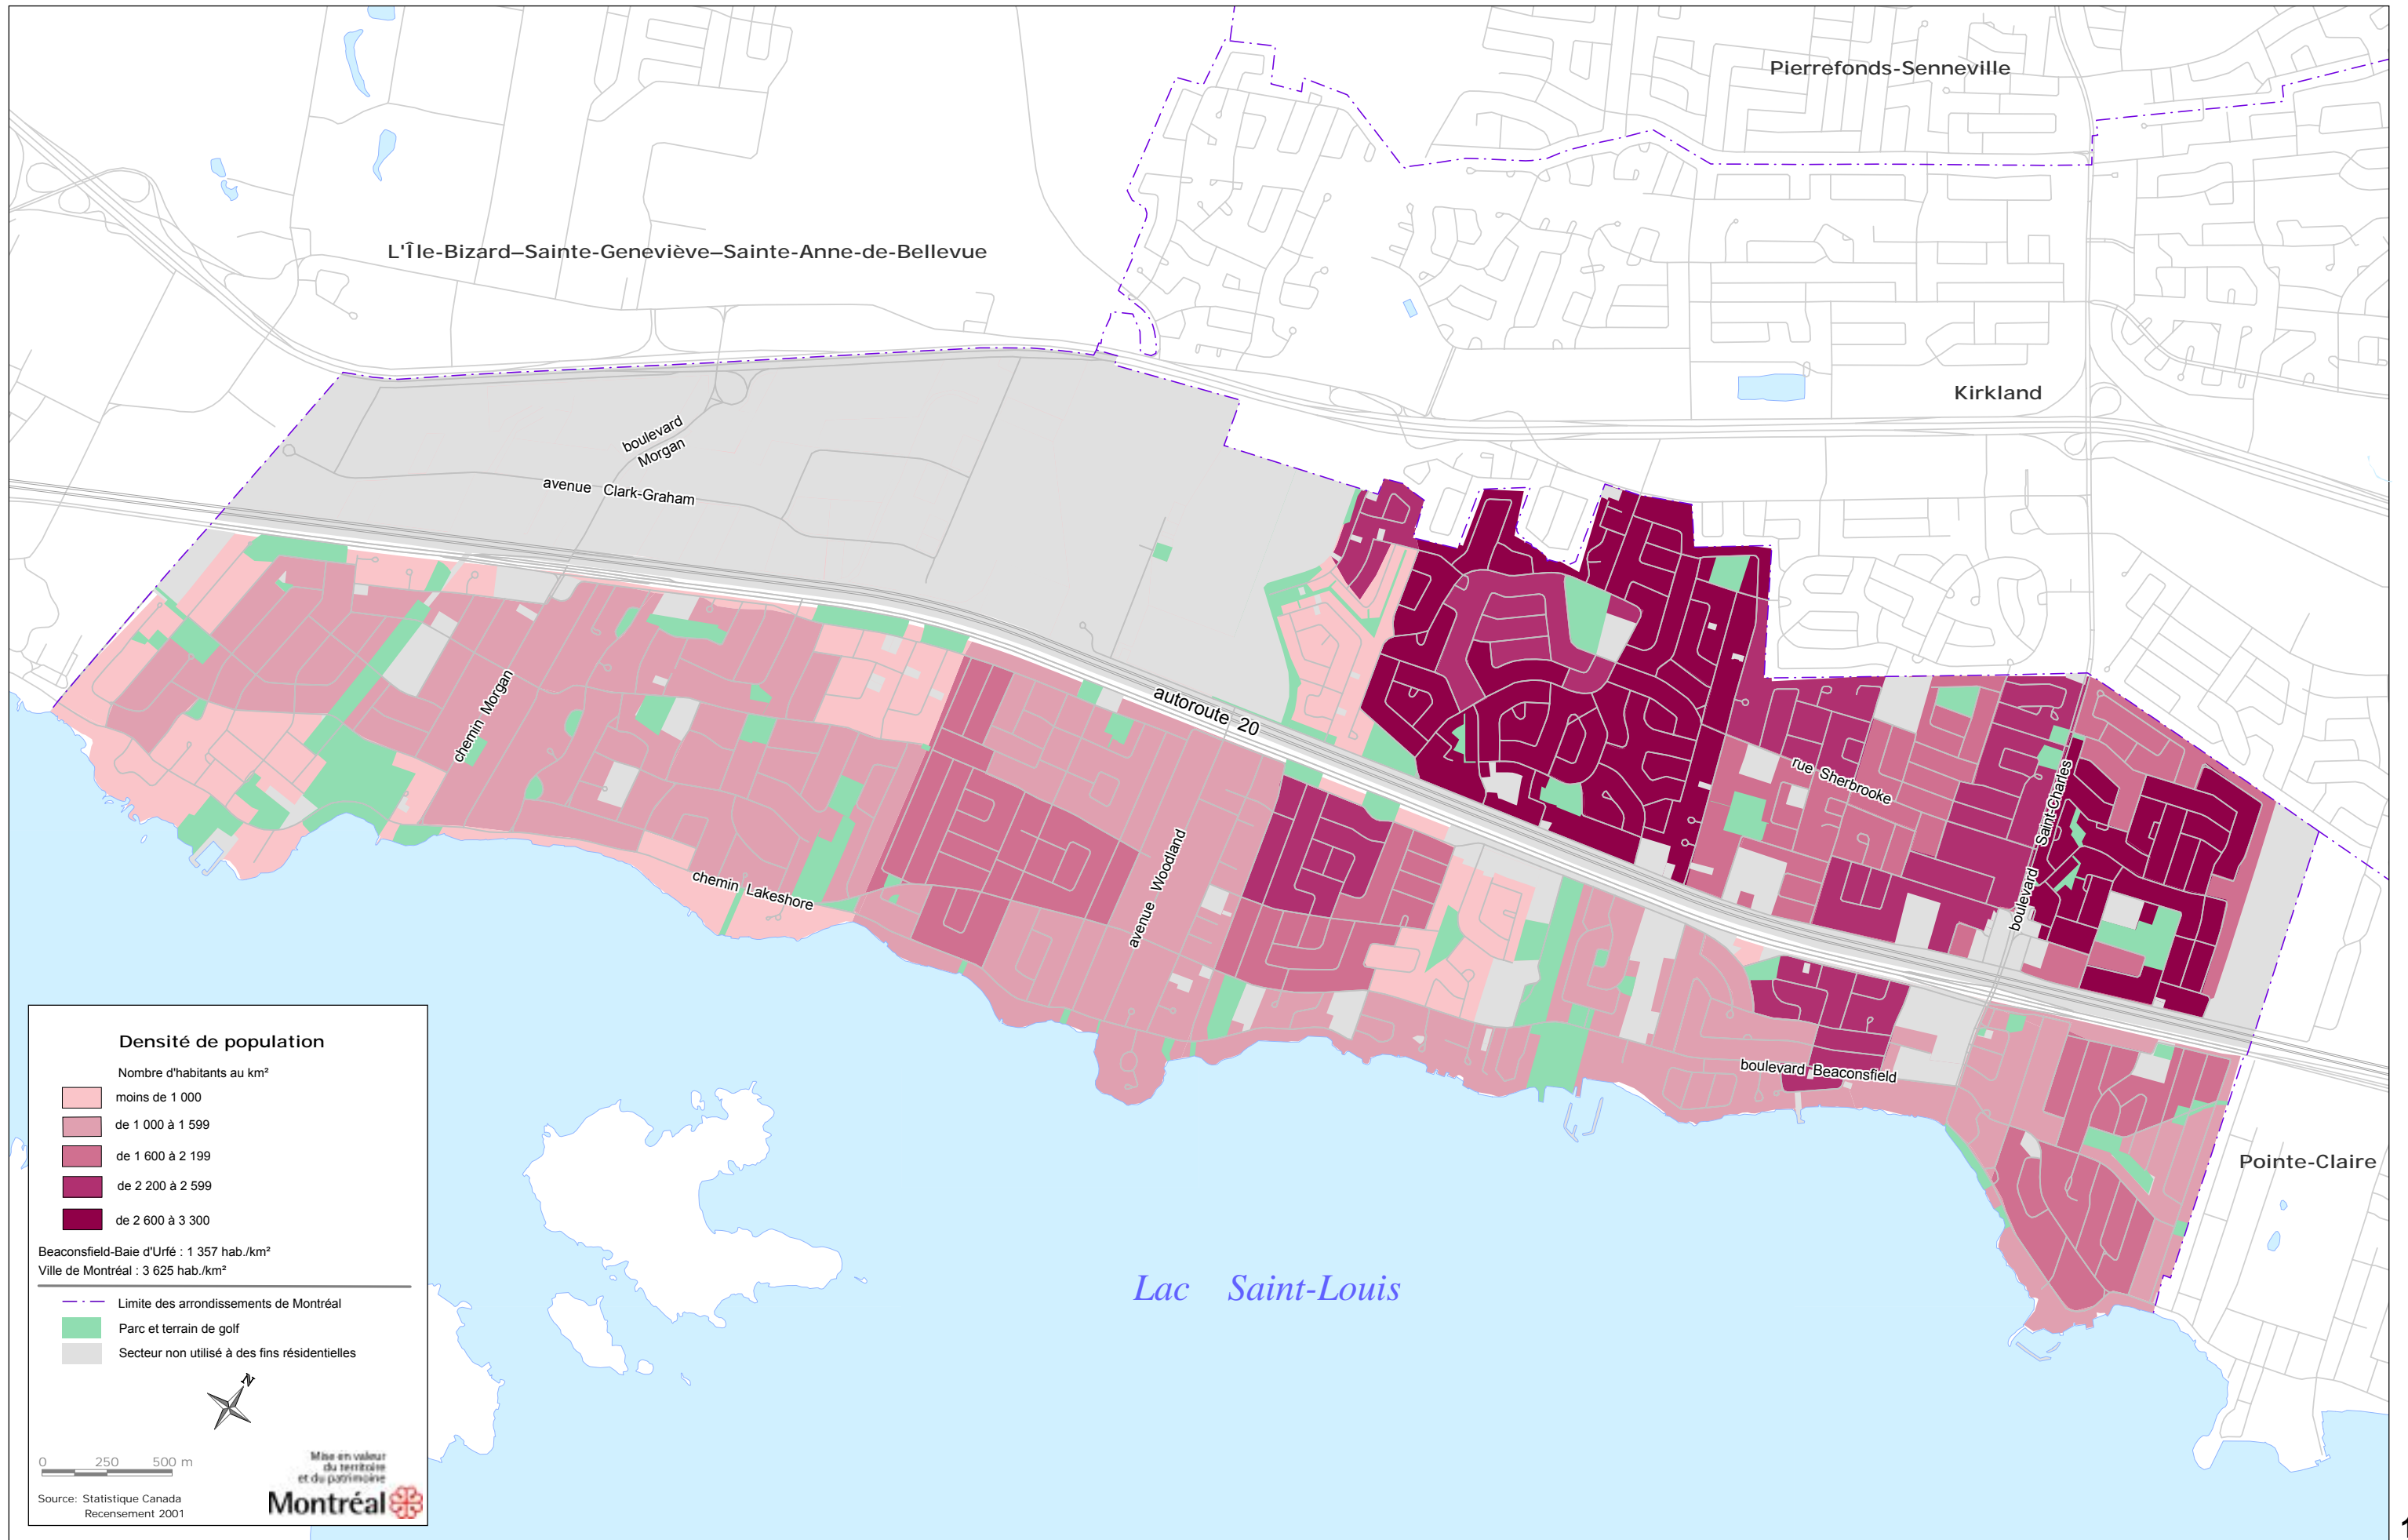 Pierrefonds-Senneville
L'Île-Bizard–Sainte-Geneviève–Sainte-Anne-de-Bellevue
Kirkland
boulevard
Morgan
avenue Clark-Graham
autoroute 20
chemin Morgan
rue Sherbrooke
boulevard Saint-Charles
avenue Woodland
chemin Lakeshore
boulevard Beaconsfield
Pointe-Claire
Lac Saint-Louis
Densité de population
Nombre d'habitants au km²
moins de 1 000
de 1 000 à 1 599
de 1 600 à 2 199
de 2 200 à 2 599
de 2 600 à 3 300
Beaconsfield-Baie d'Urfé : 1 357 hab./km²
Ville de Montréal : 3 625 hab./km²
Limite des arrondissements de Montréal
Parc et terrain de golf
Secteur non utilisé à des fins résidentielles
N
0 250 500 m
Mise en valeur
du territoire
et du patrimoine
Montréal
Source: Statistique Canada
Recensement 2001